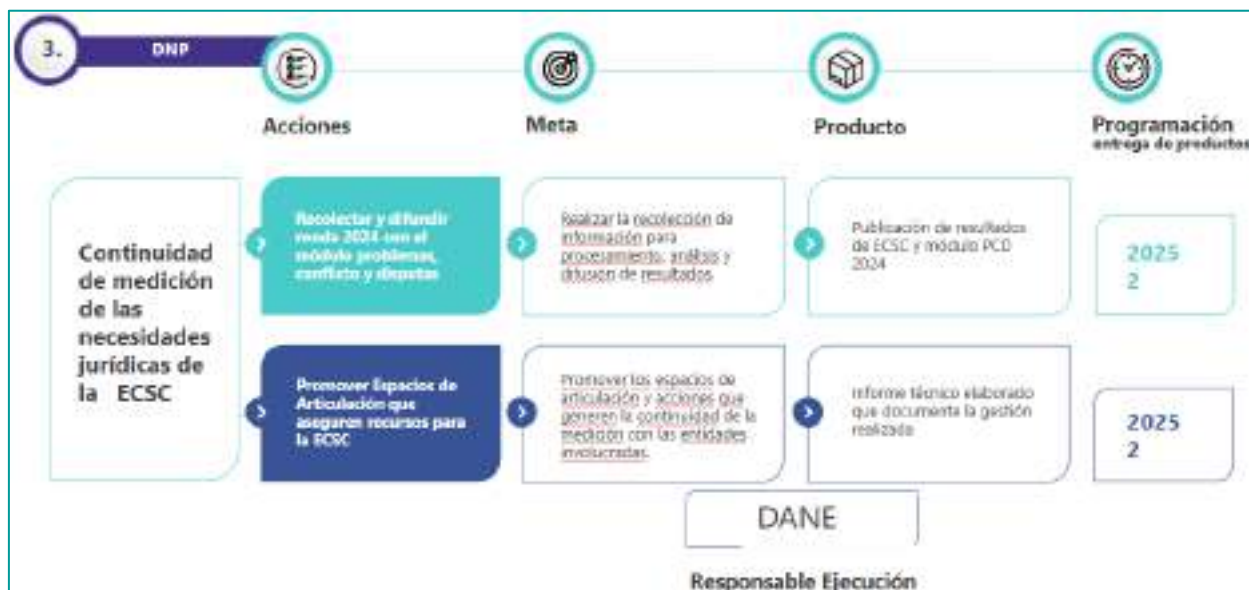 3.
DNP
Acciones
Meta
Producto
Programación
entrega de productos
Continuidad
de medición
de las
necesidades
jurídicas de
la ECSC
Recolectar y difundir
ronda 2024 con el
módulo problemas,
conflicto y disputas
Realizar la recolección de
información para
procesamiento, análisis y
difusión de resultados
Publicación de resultados
de ECSC y módulo PCD
2024
2025
2
Promover Espacios de
Articulación que
aseguren recursos para
la ECSC
Promover los espacios de
articulación y acciones que
generen la continuidad de la
medición con las entidades
involucradas.
Informe técnico elaborado
que documente la gestión
realizada
2025
2
DANE
Responsable Ejecución